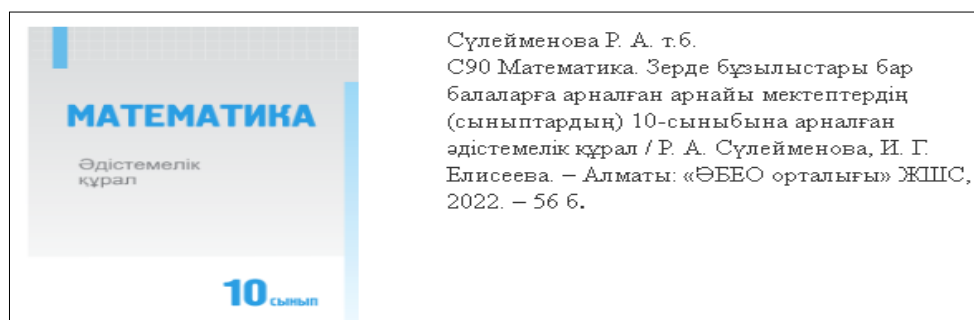 МАТЕМАТИКА
Әдістемелік
құрал
10 сынып
Сүлейменова Р. А. т.б.
С90 Математика. Зерде бұзылыстары бар
балаларға арналған арнайы мектептердің
(сыныптардың) 10-сыныбына арналған
әдістемелік құрал / Р. А. Сүлейменова, И. Г.
Елисеева. – Алматы: «ӘБЕО орталығы» ЖШС,
2022. – 56 б.